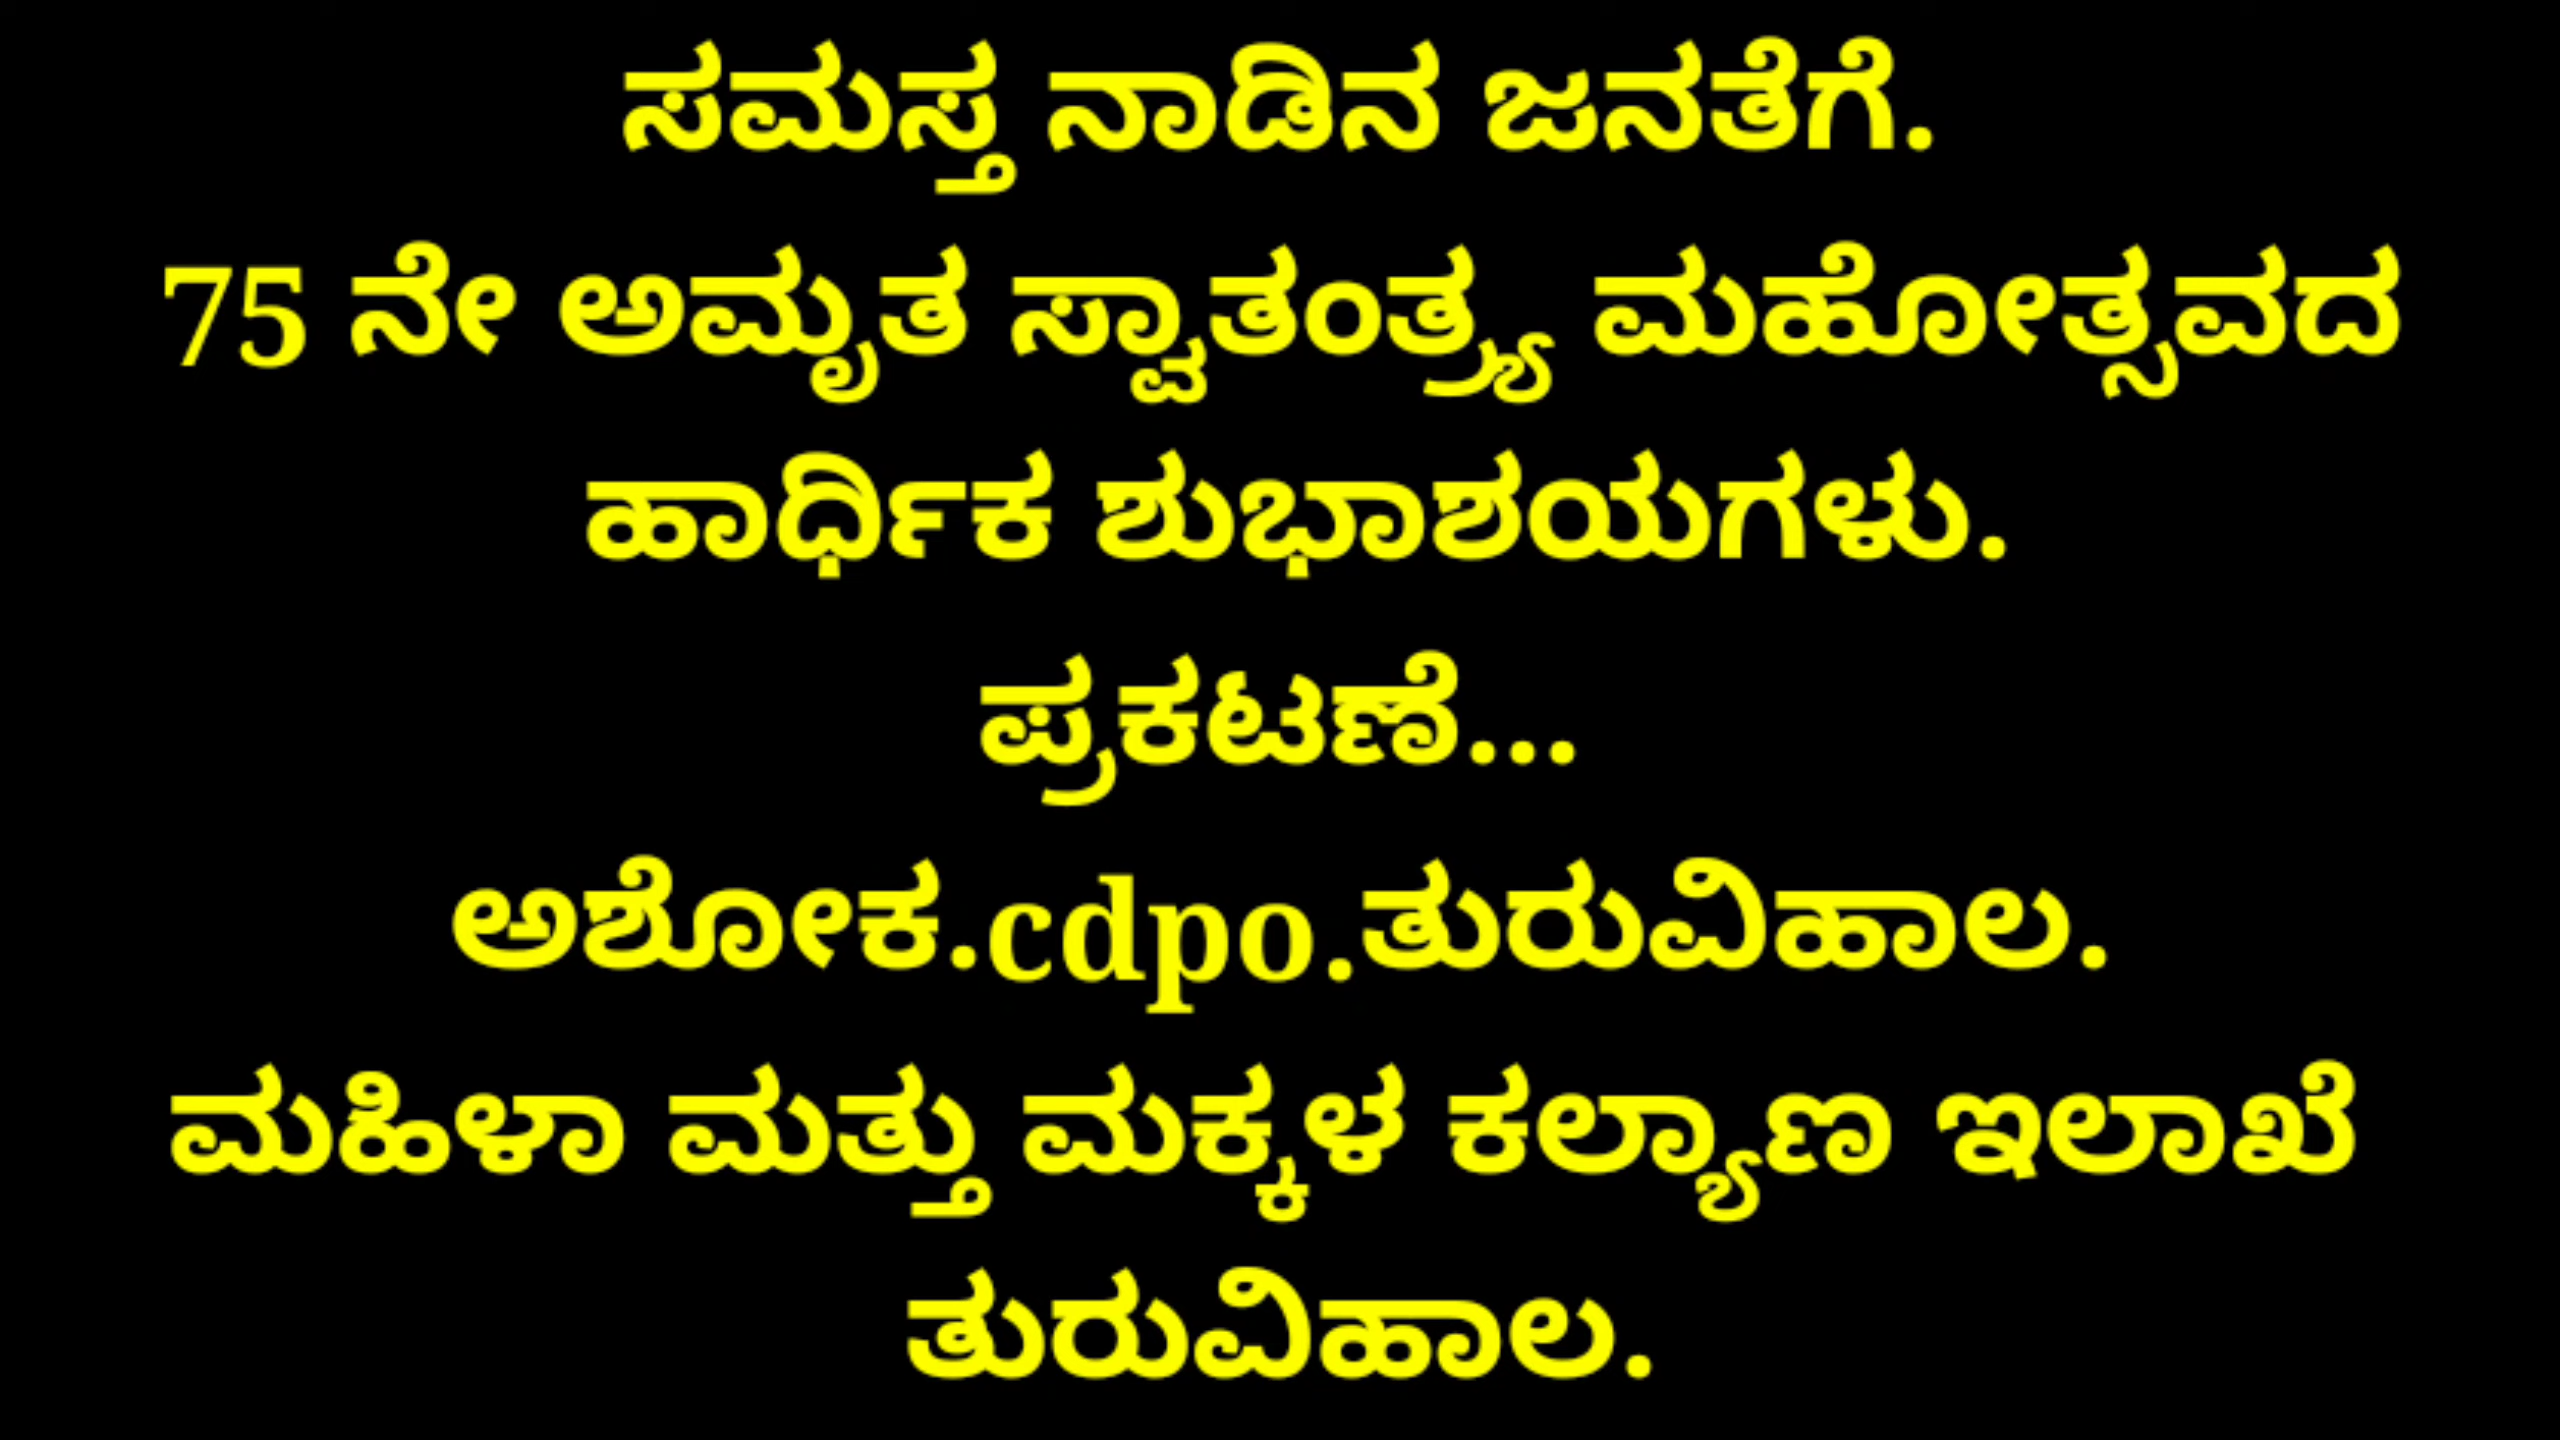 ಸಮಸ್ತ ನಾಡಿನ ಜನತೆಗೆ.
75 ನೇ ಅಮೃತ ಸ್ವಾತಂತ್ರ್ಯ ಮಹೋತ್ಸವದ
ಹಾರ್ಧಿಕ ಶುಭಾಶಯಗಳು.
ಪ್ರಕಟಣೆ...
ಅಶೋಕ.cdpo.ತುರುವಿಹಾಲ.
ಮಹಿಳಾ ಮತ್ತು ಮಕ್ಕಳ ಕಲ್ಯಾಣ ಇಲಾಖೆ
ತುರುವಿಹಾಲ.